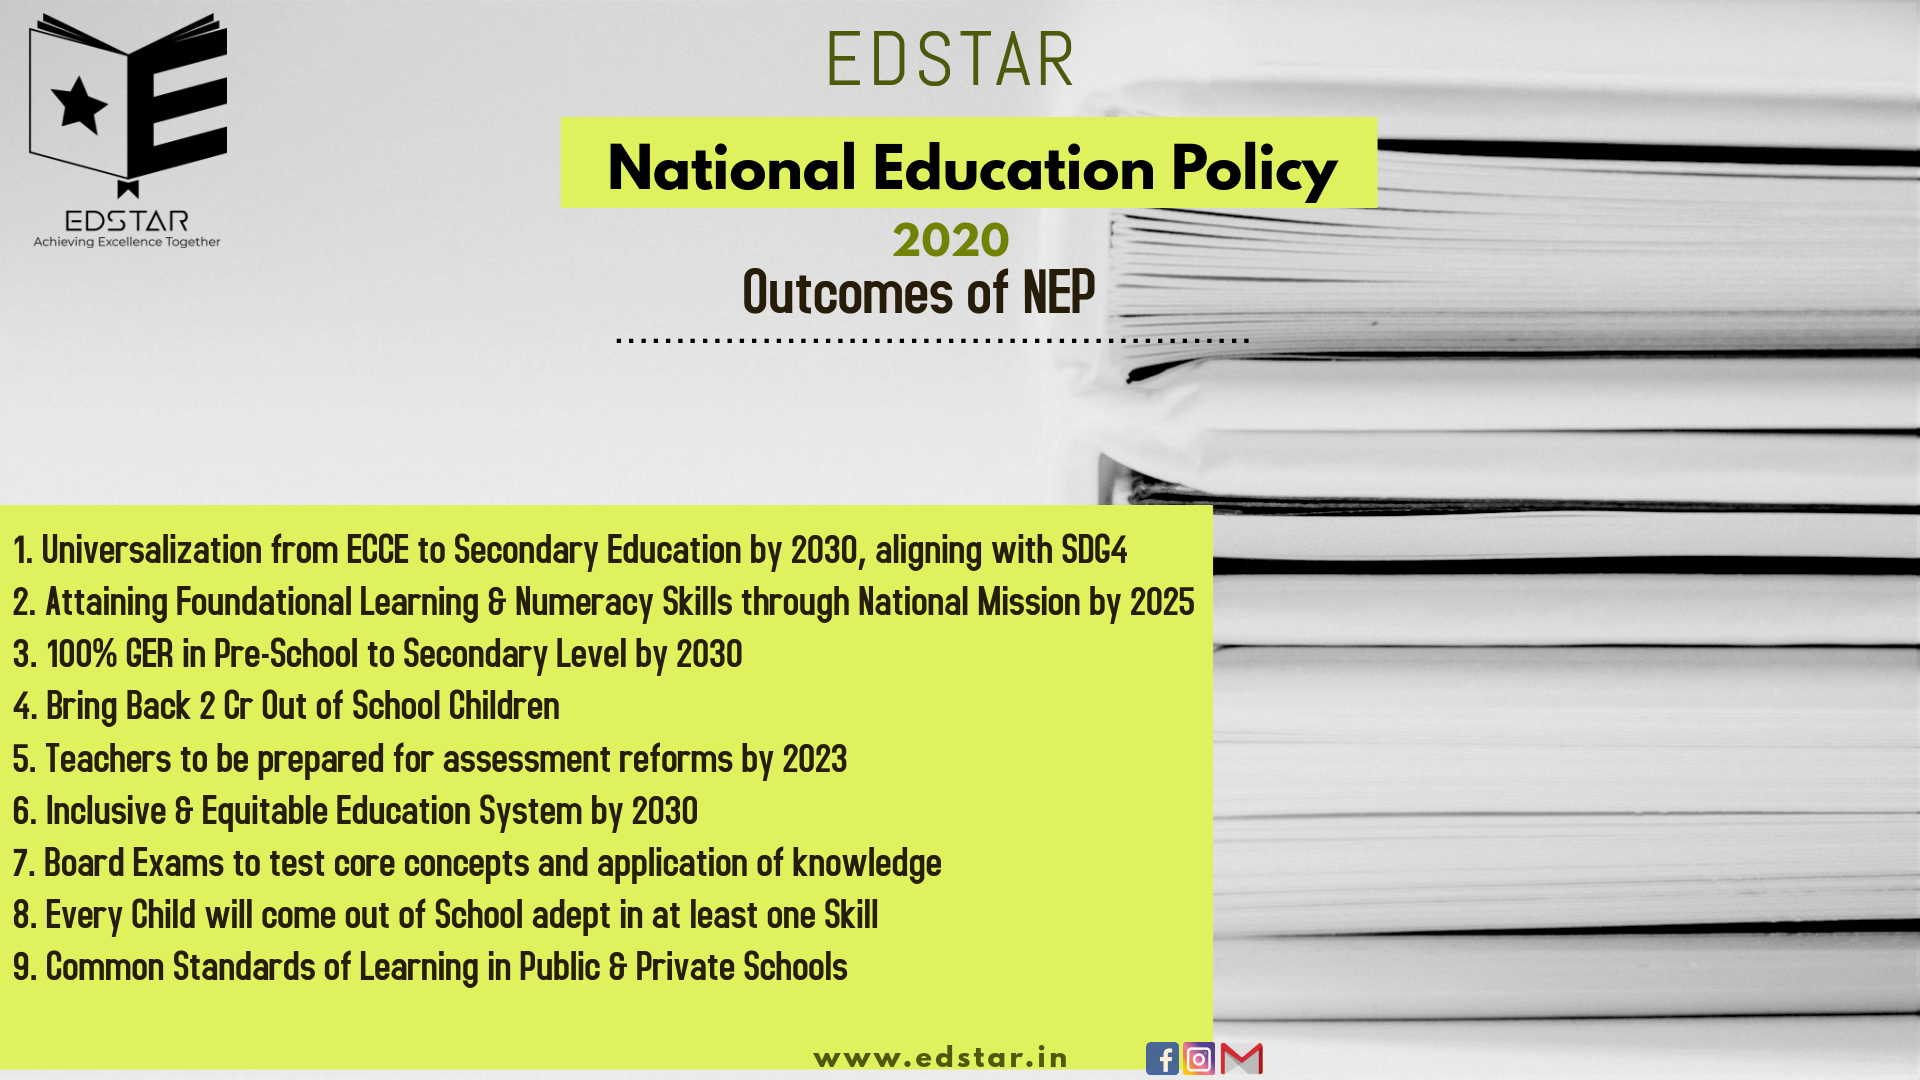 EDSTAR
Achieving Excellence Together
EDSTAR
National Education Policy
2020
Outcomes of NEP
1. Universalization from ECCE to Secondary Education by 2030, aligning with SDG4
2. Attaining Foundational Learning & Numeracy Skills through National Mission by 2025
3. 100% GER in Pre-School to Secondary Level by 2030
4. Bring Back 2 Cr Out of School Children
5. Teachers to be prepared for assessment reforms by 2023
6. Inclusive & Equitable Education System by 2030
7. Board Exams to test core concepts and application of knowledge
8. Every Child will come out of School adept in at least one Skill
9. Common Standards of Learning in Public & Private Schools
www.edstar.in